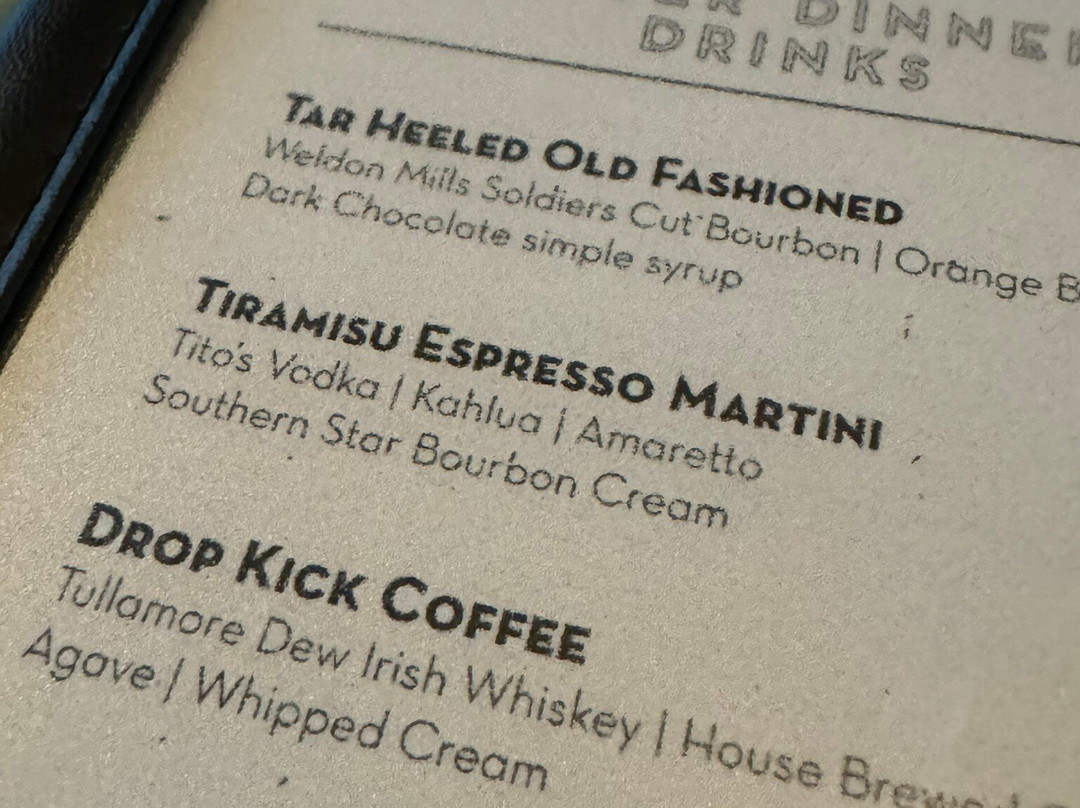 DINNER
DRINKS
TAR HEELED OLD FASHIONED
Weldon Mills Soldiers Cut Bourbon | Orange
Dark Chocolate simple syrup
TIRAMISU ESPRESSO MARTINI
Tito's Vodka | Kahlua | Amaretto
Southern Star Bourbon Cream
DROP KICK COFFEE
Tullamore Dew Irish Whiskey | House
Agave | Whipped Cream